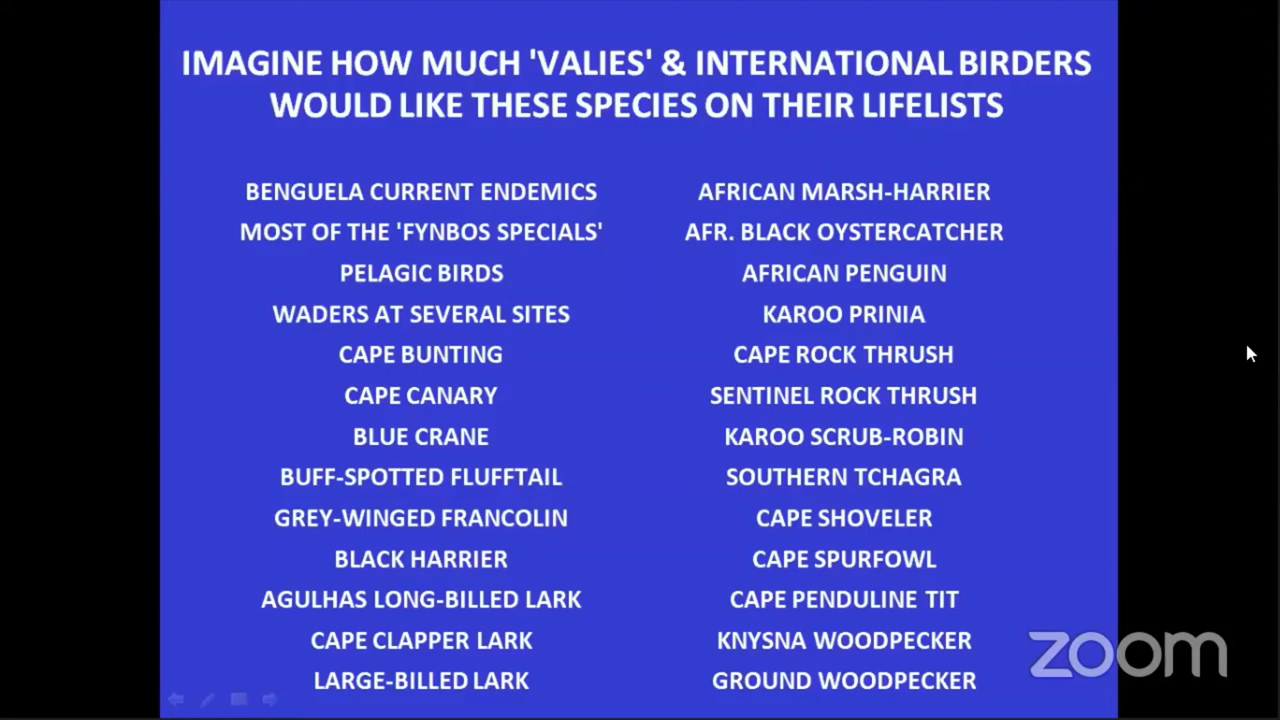 IMAGINE HOW MUCH 'VALIES' & INTERNATIONAL BIRDERS
WOULD LIKE THESE SPECIES ON THEIR LIFELISTS
BENGUELA CURRENT ENDEMICS
MOST OF THE 'FYNBOS SPECIALS'
PELAGIC BIRDS
WADERS AT SEVERAL SITES
CAPE BUNTING
CAPE CANARY
BLUE CRANE
BUFF-SPOTTED FLUFFTAIL
GREY-WINGED FRANCOLIN
BLACK HARRIER
AGULHAS LONG-BILLED LARK
CAPE CLAPPER LARK
LARGE-BILLED LARK
AFRICAN MARSH-HARRIER
AFR. BLACK OYSTERCATCHER
AFRICAN PENGUIN
KAROO PRINIA
CAPE ROCK THRUSH
SENTINEL ROCK THRUSH
KAROO SCRUB-ROBIN
SOUTHERN TCHAGRA
CAPE SHOVELER
CAPE SPURFOWL
CAPE PENDULINE TIT
KNYSNA WOODPECKER
GROUND WOODPECKER
zoom